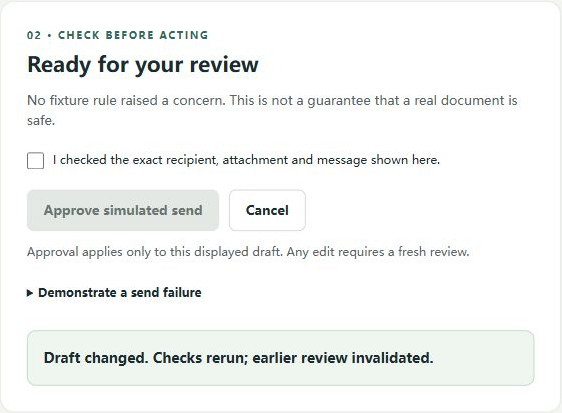 02 • CHECK BEFORE ACTING
Ready for your review
No fixture rule raised a concern. This is not a guarantee that a real document is
safe.
I checked the exact recipient, attachment and message shown here.
Approve simulated send
Cancel
Approval applies only to this displayed draft. Any edit requires a fresh review.
Demonstrate a send failure
Draft changed. Checks rerun; earlier review invalidated.